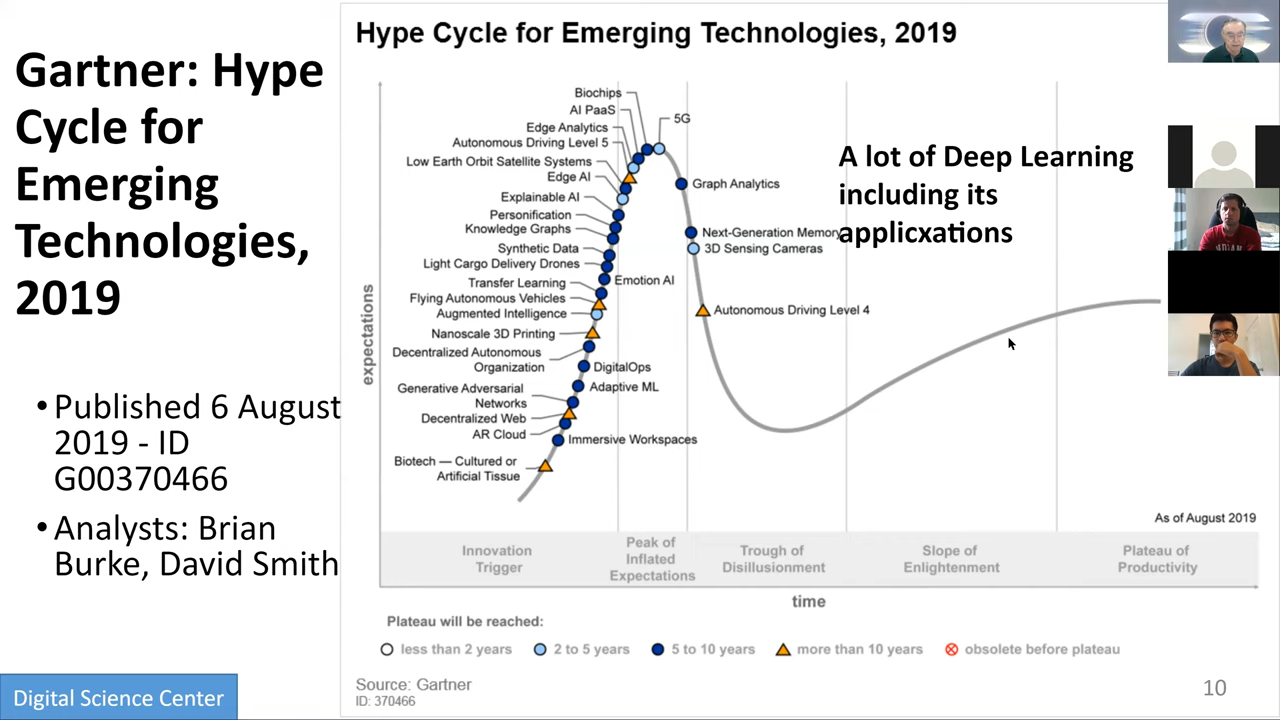 Gartner: Hype
Cycle for
Emerging
Technologies,
2019
• Published 6 August
2019 - ID
G00370466
• Analysts: Brian
Burke, David Smith
Digital Science Center
Hype Cycle for Emerging Technologies, 2019
expectations
Biochips
AI PaaS
Edge Analytics
Autonomous Driving Level 5
Low Earth Orbit Satellite Systems
Edge AI
Explainable AI
Personification
Knowledge Graphs
Synthetic Data
Light Cargo Delivery Drones
Transfer Learning
Flying Autonomous Vehicles
Augmented Intelligence
Nanoscale 3D Printing
Decentralized Autonomous
Organization
Generative Adversarial
Networks
Decentralized Web
AR Cloud
Biotech — Cultured or
Artificial Tissue
5G
Graph Analytics
Next-Generation Memory
3D Sensing Cameras
Emotion AI
Autonomous Driving Level 4
DigitalOps
Adaptive ML
Immersive Workspaces
A lot of Deep Learning
including its
applicxations
As of August 2019
Innovation
Trigger
Peak of
Inflated
Expectations
Trough of
Disillusionment
Slope of
Enlightenment
Plateau of
Productivity
time
Plateau will be reached:
less than 2 years
2 to 5 years
5 to 10 years
more than 10 years
obsolete before plateau
Source: Gartner
ID: 370466
10